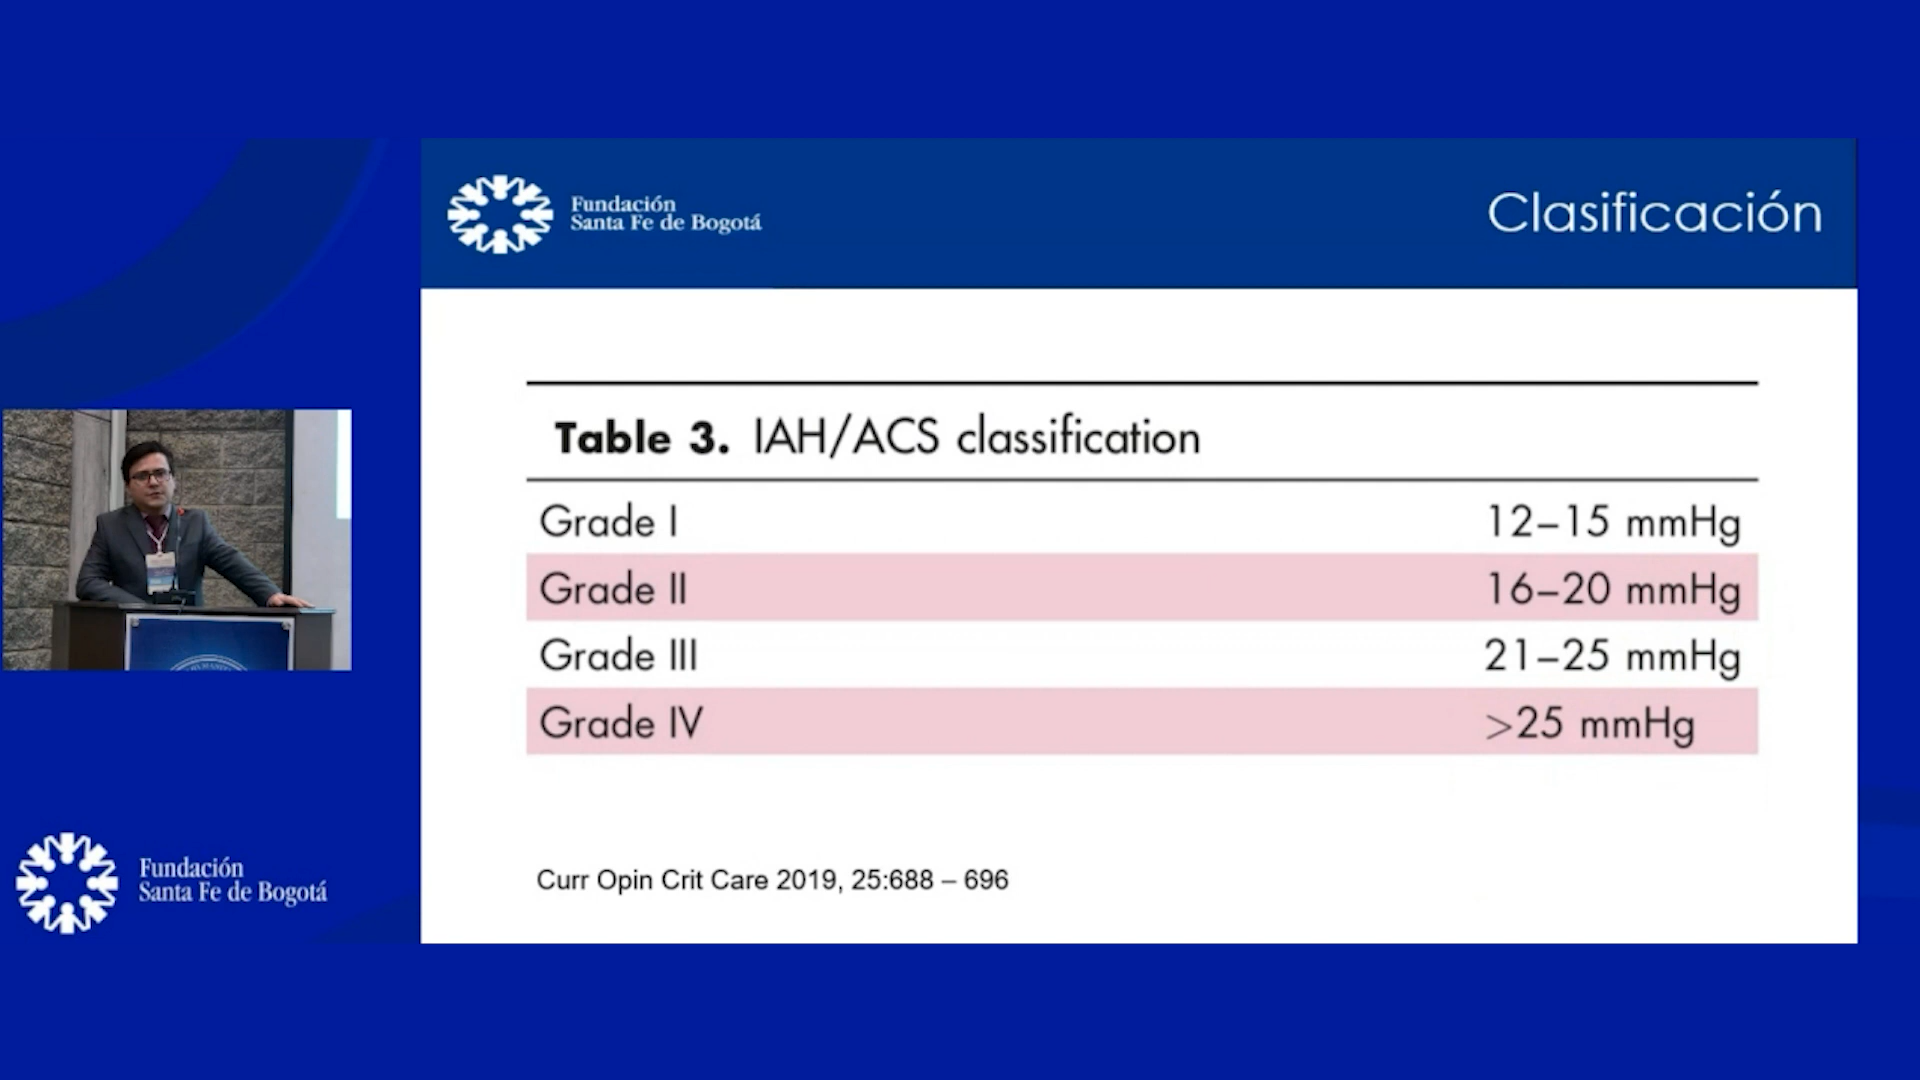 Fundación
Santa Fe de Bogotá
Clasificación
Table 3. IAH/ACS classification
Grade I 12–15 mmHg
Grade II 16–20 mmHg
Grade III 21–25 mmHg
Grade IV >25 mmHg
Curr Opin Crit Care 2019, 25:688 – 696
Fundación
Santa Fe de Bogotá